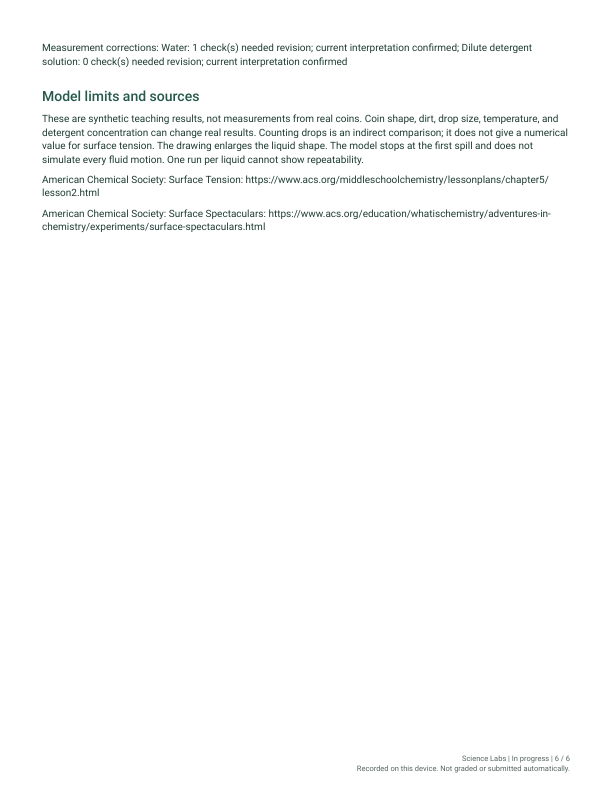 Measurement corrections: Water: 1 check(s) needed revision; current interpretation confirmed; Dilute detergent
solution: 0 check(s) needed revision; current interpretation confirmed
Model limits and sources
These are synthetic teaching results, not measurements from real coins. Coin shape, dirt, drop size, temperature, and
detergent concentration can change real results. Counting drops is an indirect comparison; it does not give a numerical
value for surface tension. The drawing enlarges the liquid shape. The model stops at the first spill and does not
simulate every fluid motion. One run per liquid cannot show repeatability.
American Chemical Society: Surface Tension: https://www.acs.org/middleschoolchemistry/lessonplans/chapter5/
lesson2.html
American Chemical Society: Surface Spectaculars: https://www.acs.org/education/whatischemistry/adventures-in-
chemistry/experiments/surface-spectaculars.html
Science Labs | In progress | 6 / 6
Recorded on this device. Not graded or submitted automatically.